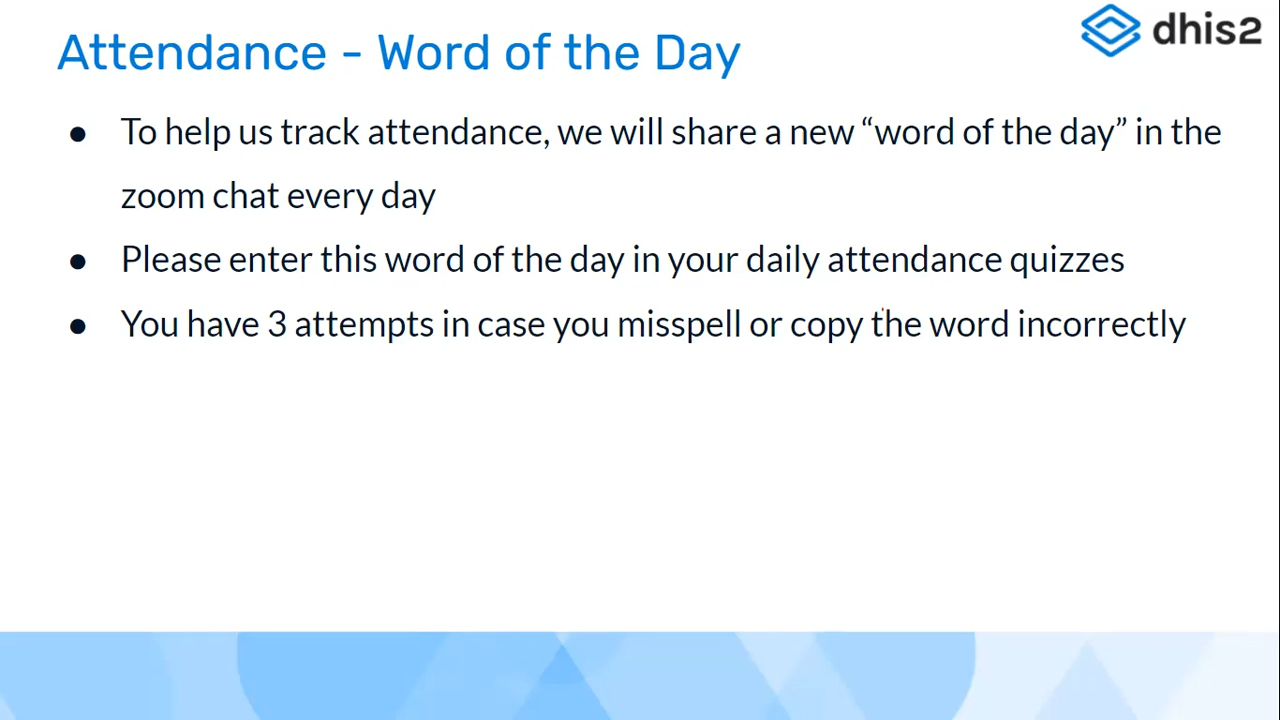 Attendance - Word of the Day
dhis2
● To help us track attendance, we will share a new “word of the day” in the
zoom chat every day
● Please enter this word of the day in your daily attendance quizzes
● You have 3 attempts in case you misspell or copy the word incorrectly